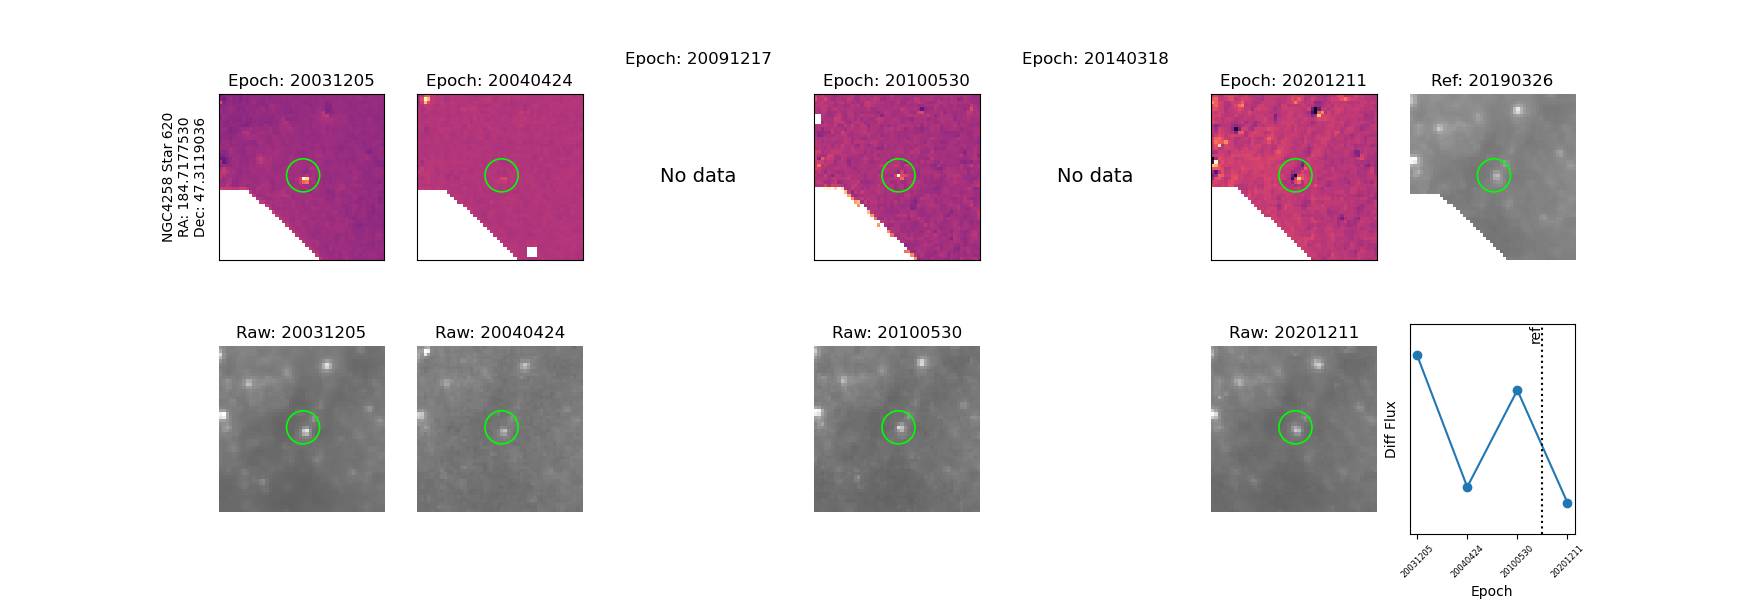 NGC4258 Star 620
RA: 184.7177530
Dec: 47.3119036
Epoch: 20031205
Epoch: 20040424
Epoch: 20091217
No data
Epoch: 20100530
Epoch: 20140318
No data
Epoch: 20201211
Ref: 20190326
Raw: 20031205
Raw: 20040424
Raw: 20100530
Raw: 20201211
Diff Flux
ref
20031205
20040424
20100530
20201211
Epoch